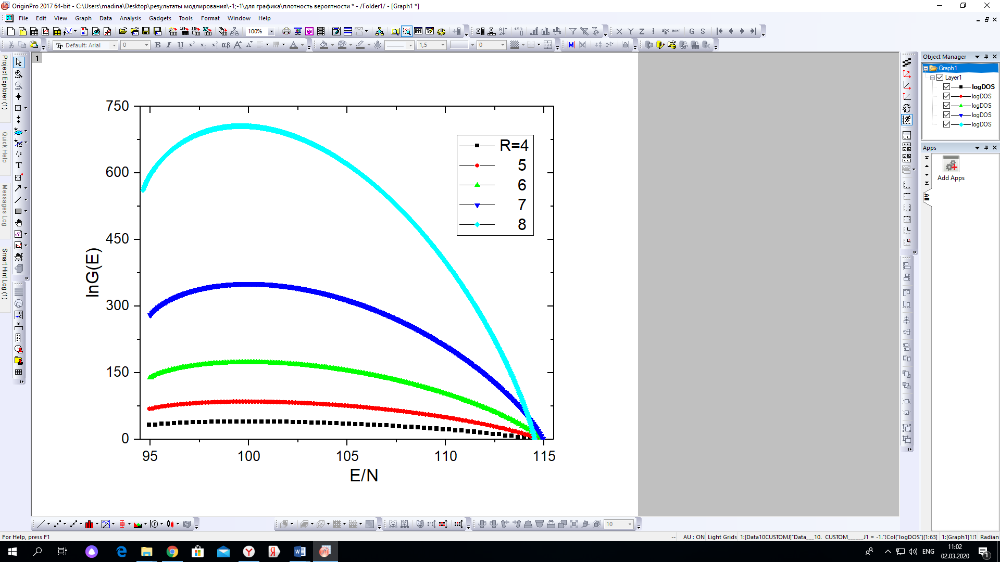 OriginPro 2017 64-bit - C:\Users\madina\Desktop\результаты модлирования\-1;-1\для графика\плотность вероятности * - /Folder1/ - [Graph1 *]
File Edit View Graph Data Analysis Gadgets Tools Format Window Help
100%
Default: Arial 0 B I U αβ A A 1,5 0
Project Explorer (1)
Quick Help
Messages Log
Smart Hint Log (1)
1
750
600
450
300
150
0
lnG(E)
95 100 105 110 115
E/N
R=4
5
6
7
8
Object Manager
Graph1
Layer1
logDOS
logDOS
logDOS
logDOS
logDOS
Apps
Add Apps
All
10
For Help, press F1
-- AU : ON Light Grids 1:[Data10CUSTOMJ]"Data___10. CUSTOM______J1 = -1."!Col("logDOS")[1:63] 1:[Graph1]1!1 Radian
ENG
11:02
02.03.2020
1